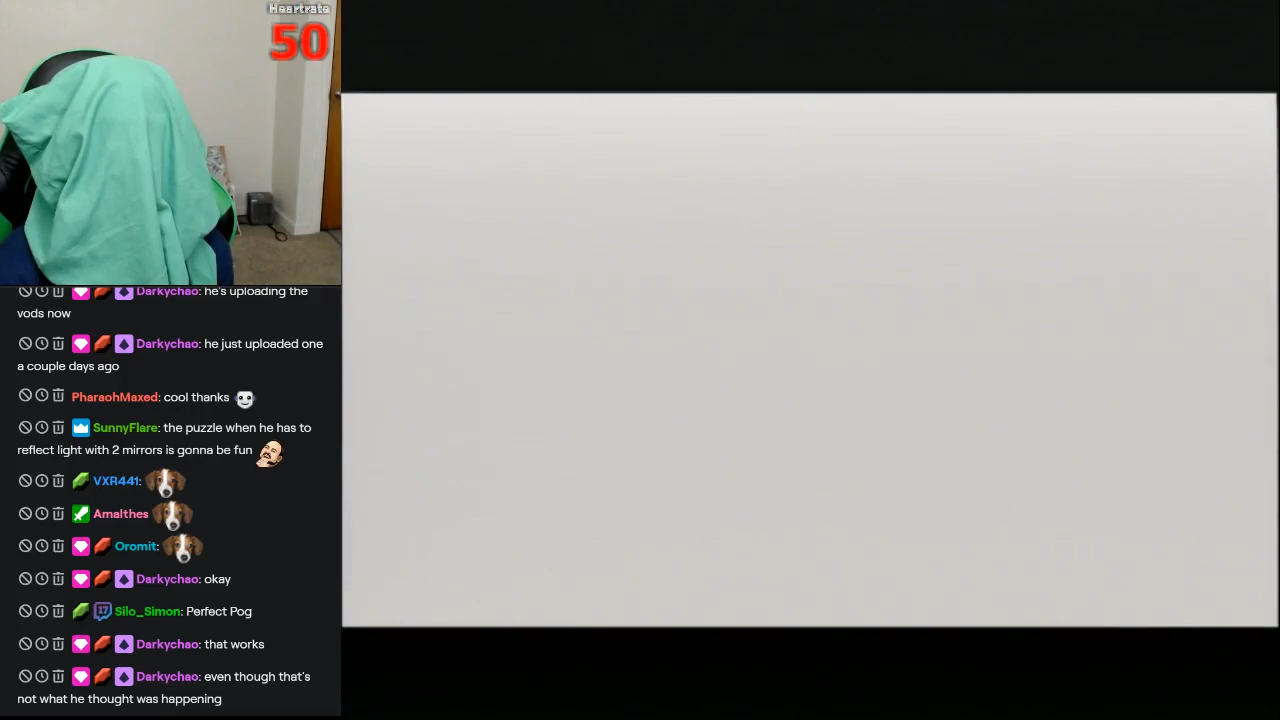 Heartrate
50
Darkychao: he's uploading the
vods now
Darkychao: he just uploaded one
a couple days ago
PharaohMaxed: cool thanks
SunnyFlare: the puzzle when he has to
reflect light with 2 mirrors is gonna be fun
VXR441:
Amalthes
Oromit:
Darkychao: okay
17 Silo_Simon: Perfect Pog
Darkychao: that works
Darkychao: even though that's
not what he thought was happening